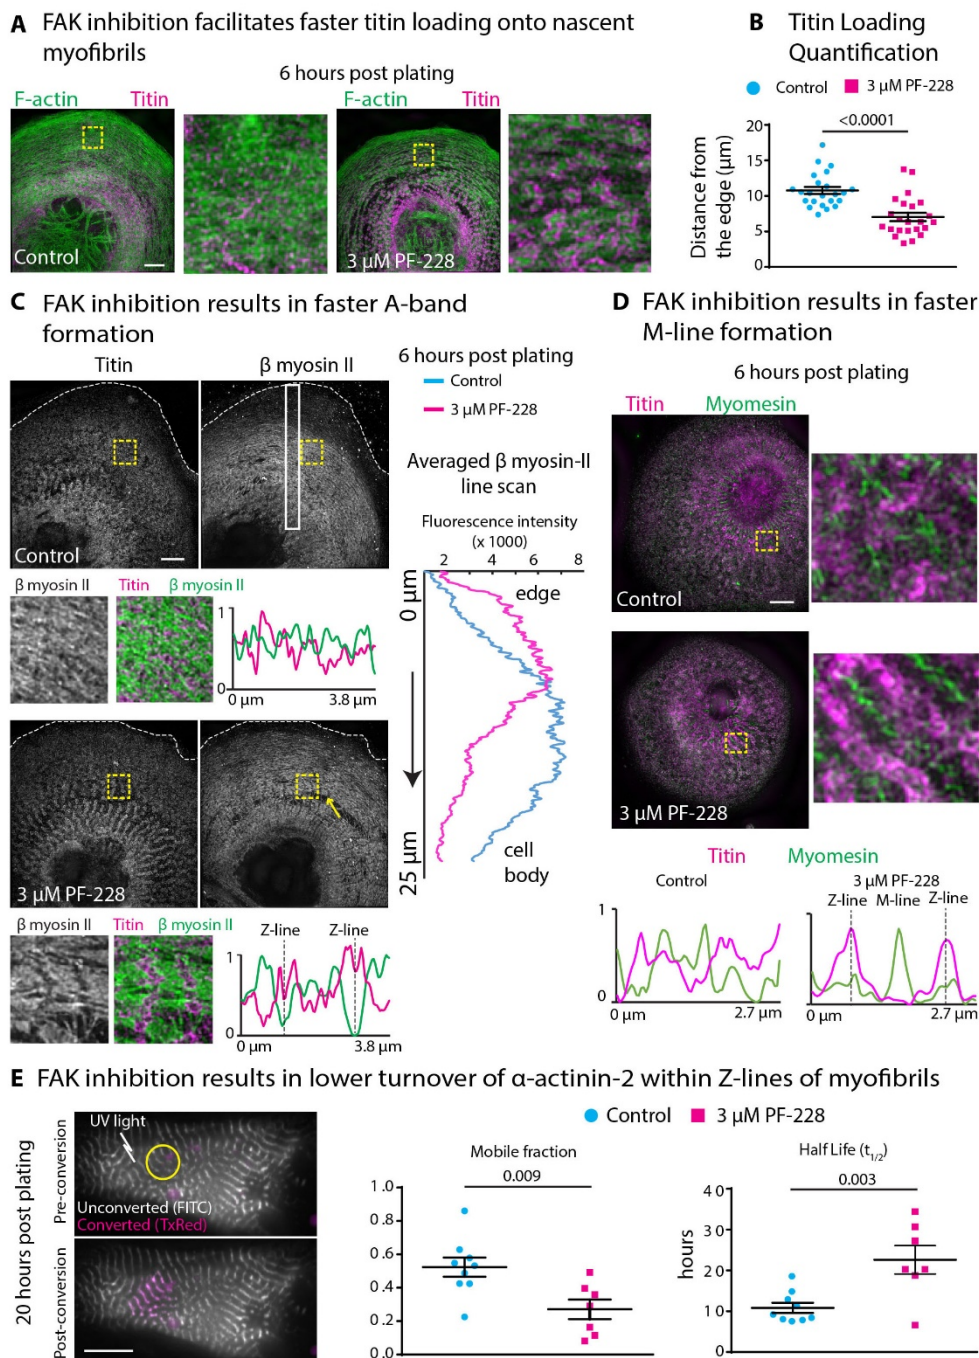 A FAK inhibition facilitates faster titin loading onto nascent
myofibrils
6 hours post plating
F-actin Titin F-actin Titin
Control 3 µM PF-228
B Titin Loading
Quantification
Control 3 µM PF-228
<0.0001
20
15
10
5
0
Distance from
the edge (µm)
C FAK inhibition results in faster A-band
formation
Titin β myosin II
Control
β myosin II Titin β myosin II
1
0
0 µm 3.8 µm
3 µM PF-228
β myosin II Titin β myosin II
Z-line Z-line
1
0
0 µm 3.8 µm
6 hours post plating
Control
3 µM PF-228
Averaged β myosin-II
line scan
Fluorescence intensity
(x 1000)
2 4 6 8
0 µm
edge
25 µm
cell
body
D FAK inhibition results in faster
M-line formation
6 hours post plating
Titin Myomesin
Control
3 µM PF-228
Titin Myomesin
Control 3 µM PF-228
Z-line M-line Z-line
1 1
0 0
0 µm 2.7 µm 0 µm 2.7 µm
E FAK inhibition results in lower turnover of α-actinin-2 within Z-lines of myofibrils
20 hours post plating
Pre-conversion
UV light
Unconverted (FITC)
Converted (TxRed)
Post-conversion
Control 3 µM PF-228
Mobile fraction
0.009
1.0
0.8
0.6
0.4
0.2
0.0
Half Life (t1/2)
0.003
hours
40
30
20
10
0